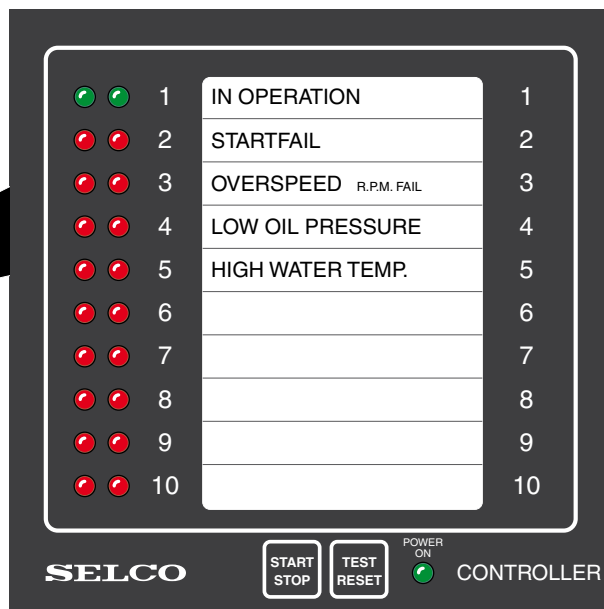 1 IN OPERATION 1
2 STARTFAIL 2
3 OVERSPEED R.P.M. FAIL 3
4 LOW OIL PRESSURE 4
5 HIGH WATER TEMP. 5
6 6
7 7
8 8
9 9
10 10
SELCO
START
STOP
TEST
RESET
POWER
ON
CONTROLLER